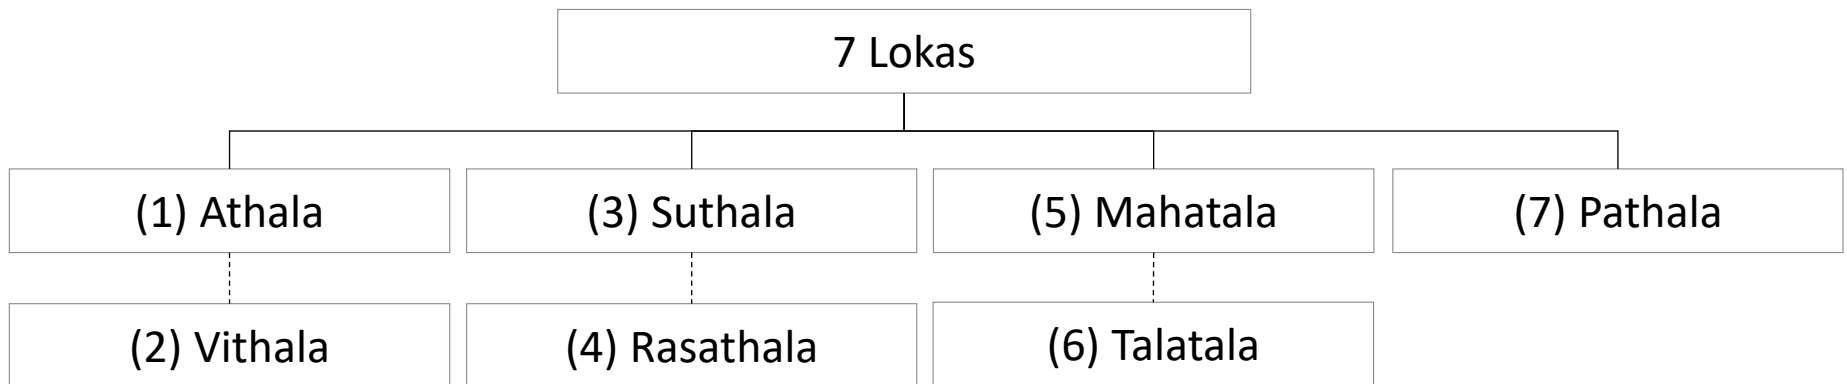 7 Lokas
(1) Athala
(3) Suthala
(5) Mahatala
(7) Pathala
(2) Vithala
(4) Rasathala
(6) Talatala